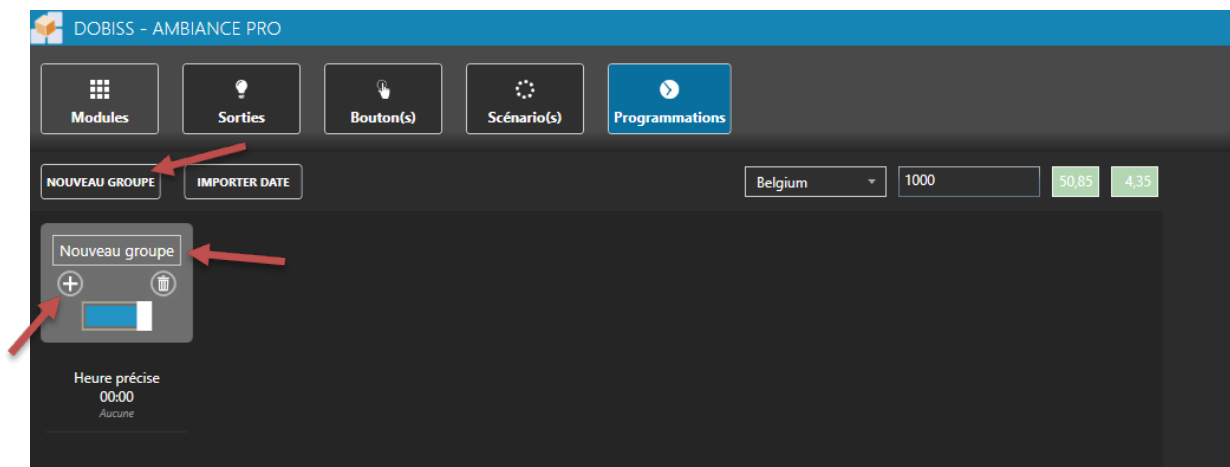 DOBISS - AMBIANCE PRO
Modules
Sorties
Bouton(s)
Scénario(s)
Programmations
NOUVEAU GROUPE
IMPORTER DATE
Belgium
1000
50,85
4,35
Nouveau groupe
Heure précise
00:00
Aucune